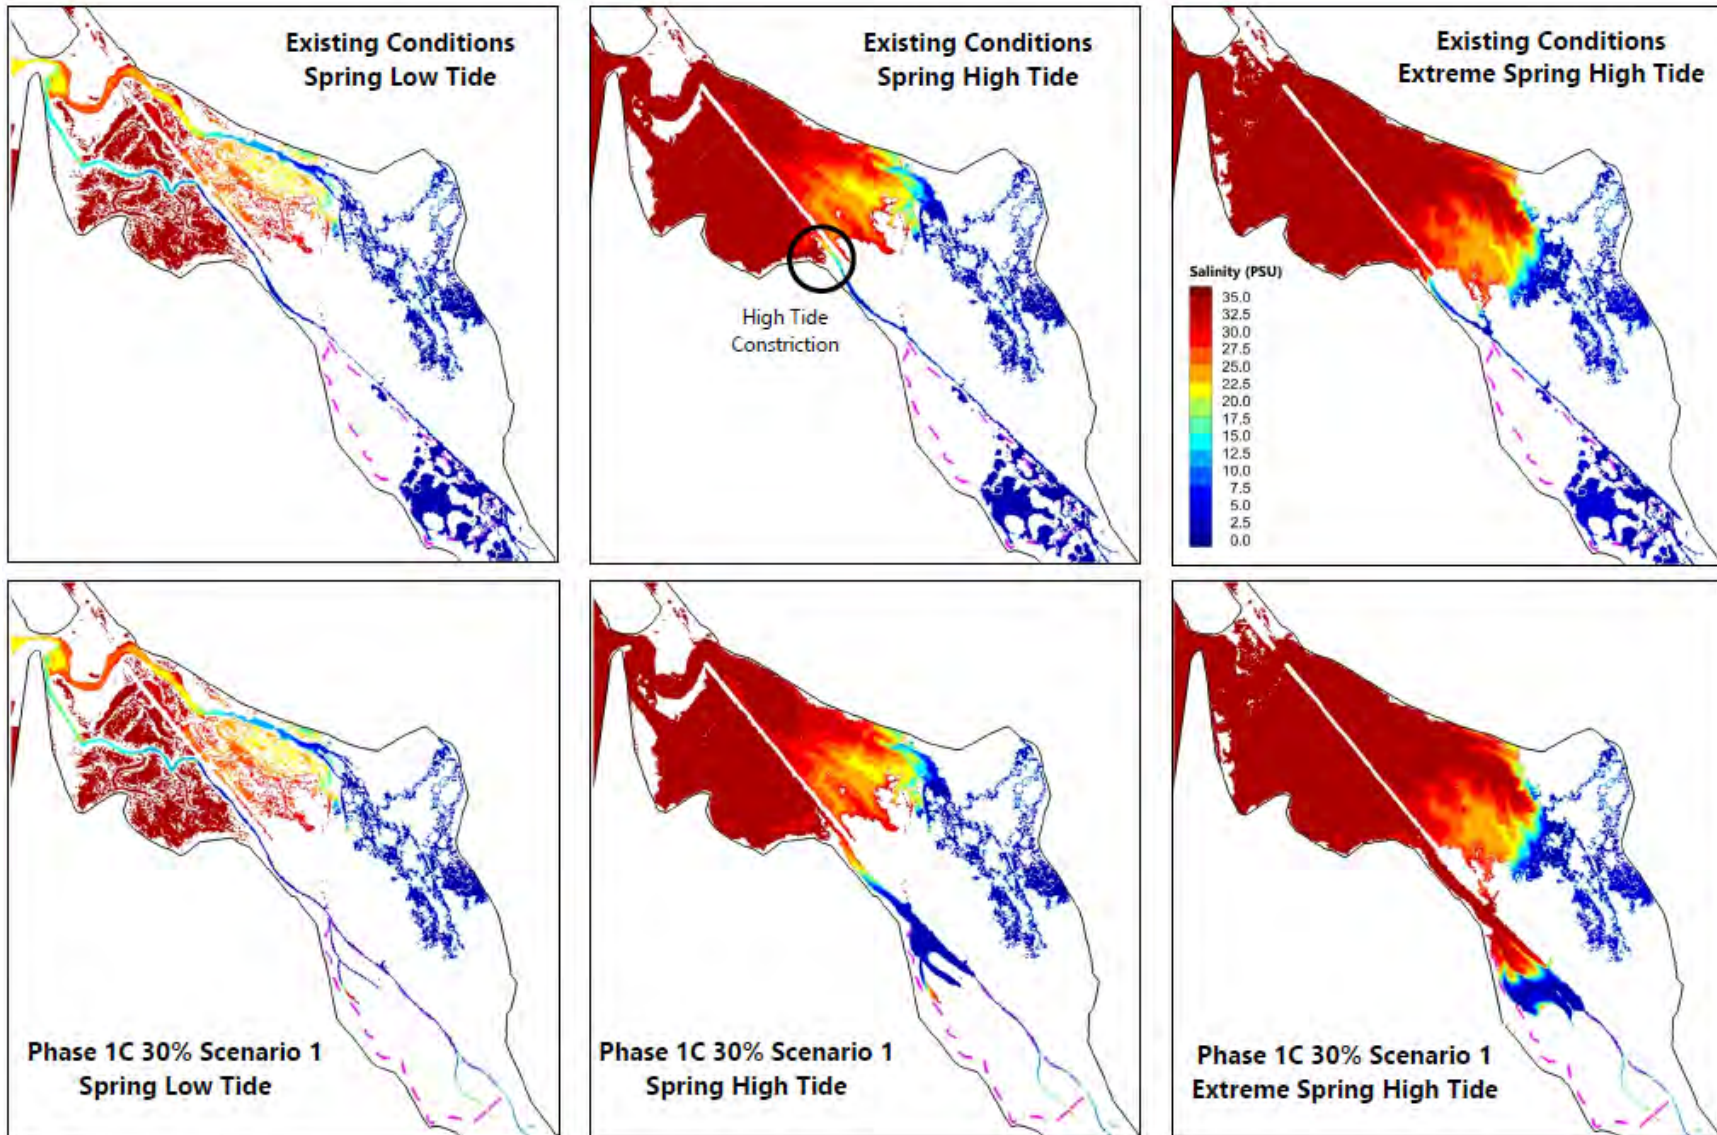 Existing Conditions
Spring Low Tide
Existing Conditions
Spring High Tide
High Tide
Constriction
Existing Conditions
Extreme Spring High Tide
Salinity (PSU)
35.0
32.5
30.0
27.5
25.0
22.5
20.0
17.5
15.0
12.5
10.0
7.5
5.0
2.5
0.0
Phase 1C 30% Scenario 1
Spring Low Tide
Phase 1C 30% Scenario 1
Spring High Tide
Phase 1C 30% Scenario 1
Extreme Spring High Tide